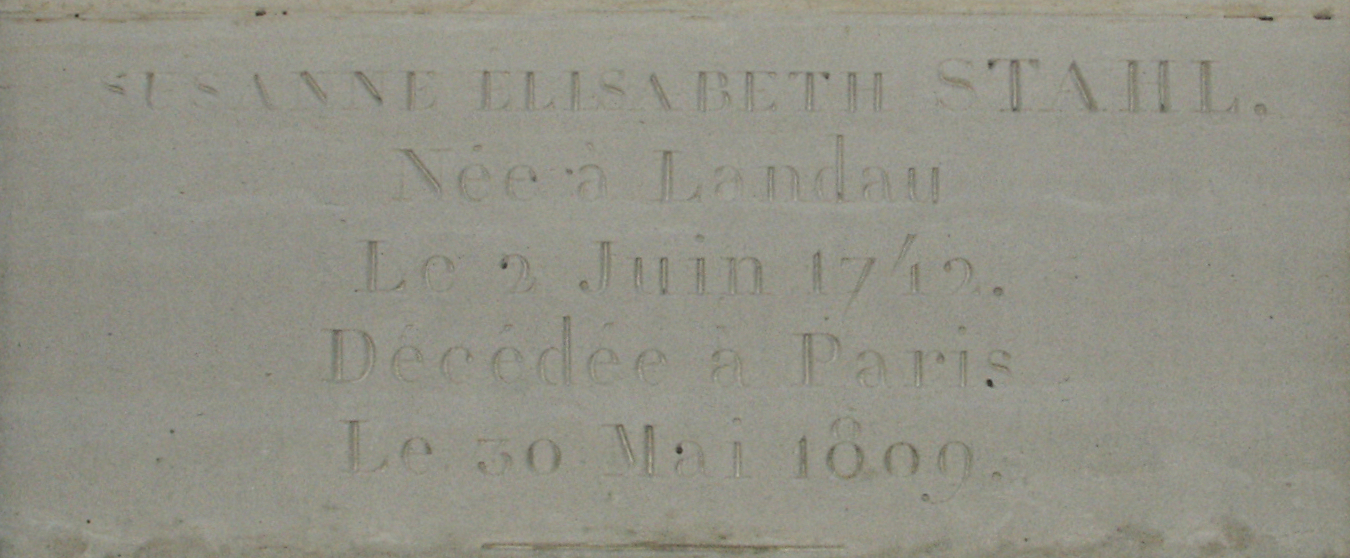 SUSANNE ELISABETH STAHL.
Née à Landau
Le 2 Juin 1742.
Décédée à Paris
Le 30 Mai 1809.